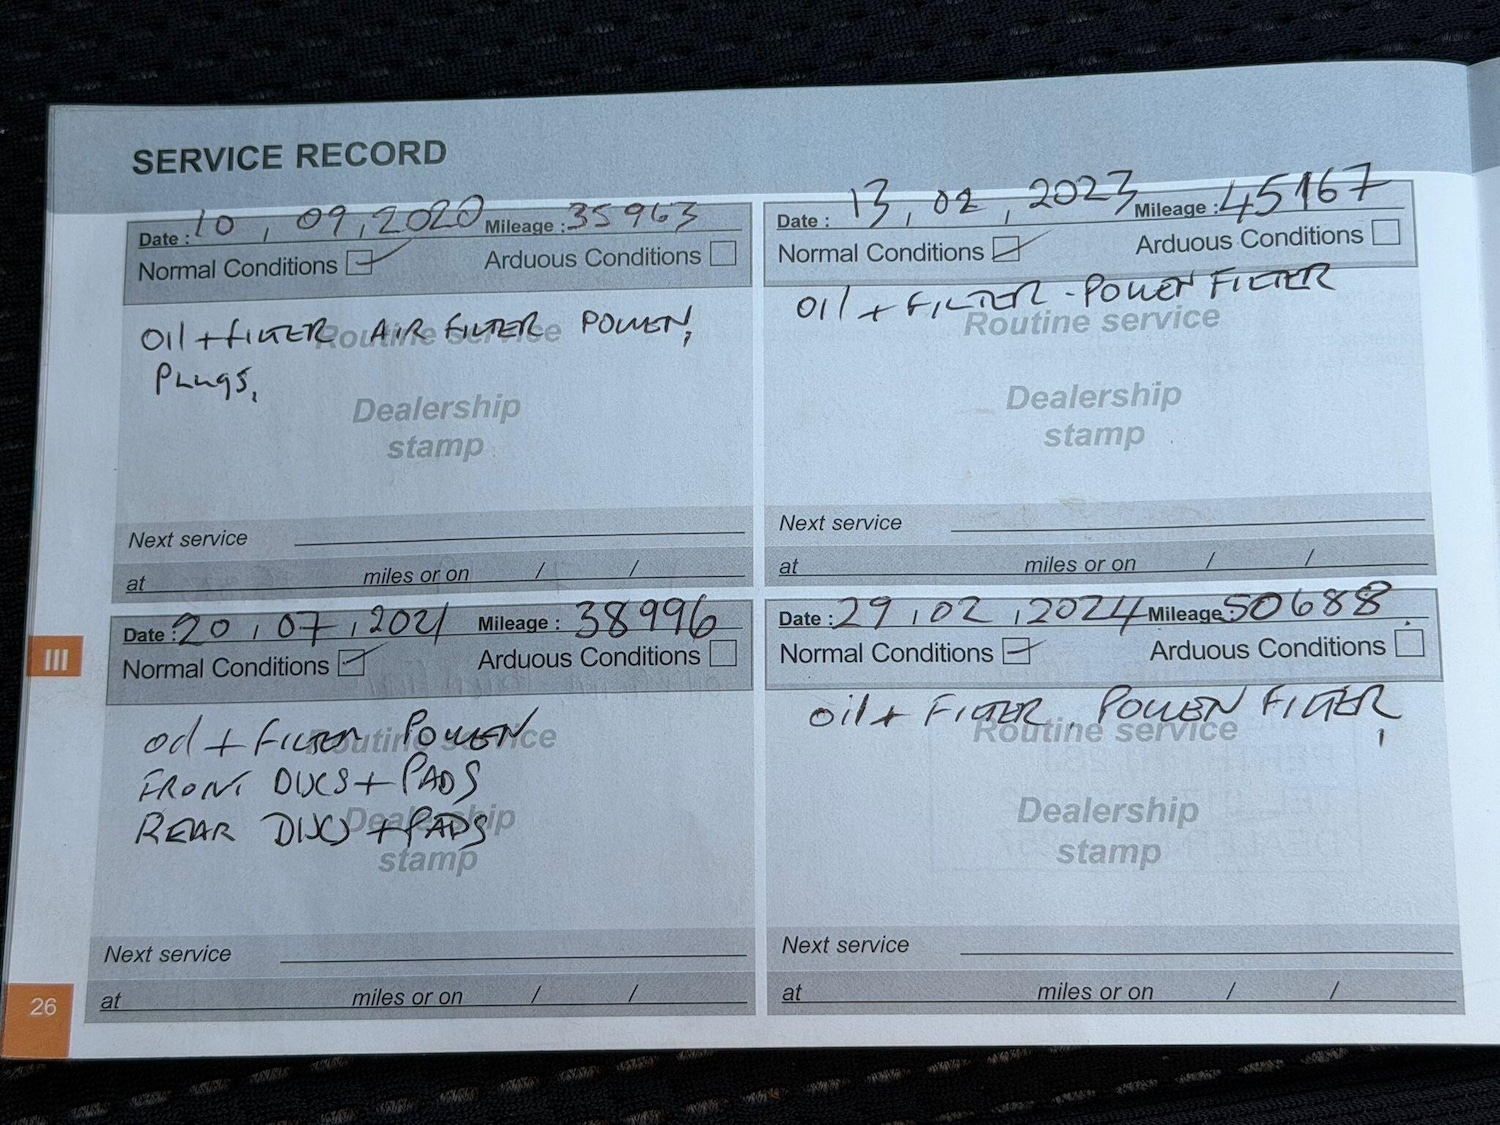 SERVICE RECORD
Date : 10 , 09 , 2020 Mileage : 35963
Normal Conditions Arduous Conditions
Oil + FILTER AIR FILTER POLLEN,
PLugS,
Routine service
Dealership
stamp
Next service
at miles or on / /
Date : 20 , 07 , 2021 Mileage : 38996
Normal Conditions Arduous Conditions
Oil + FILTER POLLEN
FRONT DISCS + PADS
REAR DISCS + PADS
Routine service
Dealership
stamp
Next service
at miles or on / /
Date : 13 , 02 , 2023 Mileage : 45167
Normal Conditions Arduous Conditions
OIL + FILTER - POLLEN FILTER
Routine service
Dealership
stamp
Next service
at miles or on / /
Date : 29 , 02 , 2024 Mileage : 50688
Normal Conditions Arduous Conditions
Oil + FILTER , POLLEN FILTER,
Routine service
Dealership
stamp
Next service
at miles or on / /
III
26